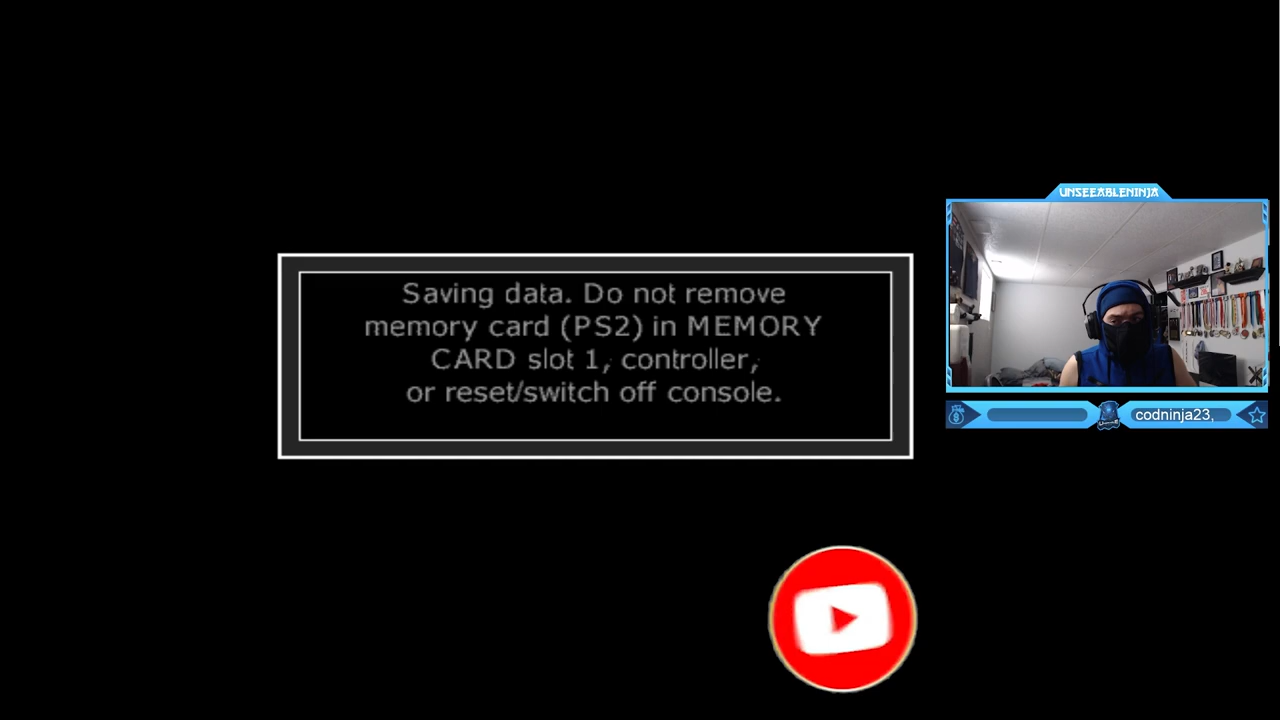 UNSEEABLENINJA
Saving data. Do not remove
memory card (PS2) in MEMORY
CARD slot 1, controller,
or reset/switch off console.
codninja23,